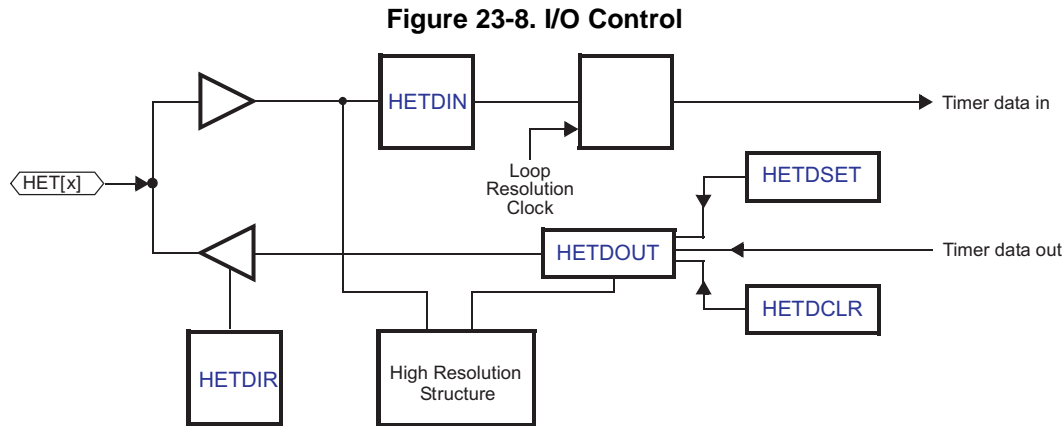 Figure 23-8. I/O Control
HETDIN
Timer data in
Loop
Resolution
Clock
HET[x]
HETDSET
HETDOUT
Timer data out
HETDCLR
HETDIR
High Resolution
Structure